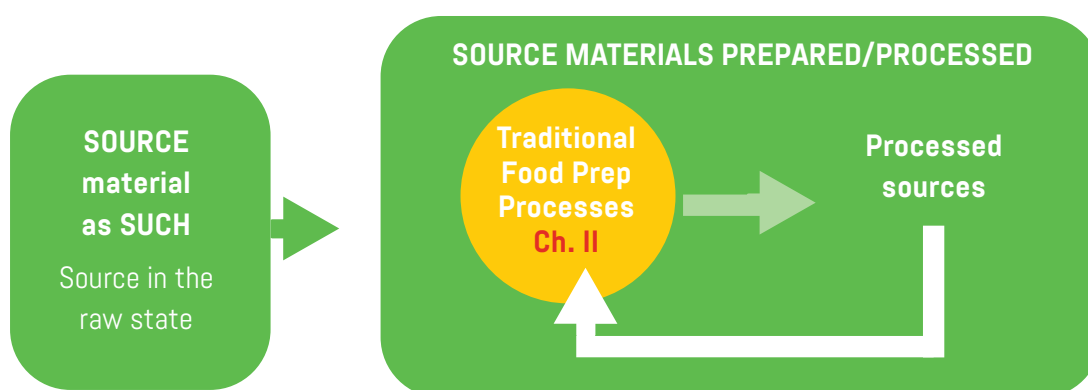 SOURCE
material
as SUCH
Source in the
raw state
SOURCE MATERIALS PREPARED/PROCESSED
Traditional
Food Prep
Processes
Ch. II
Processed
sources